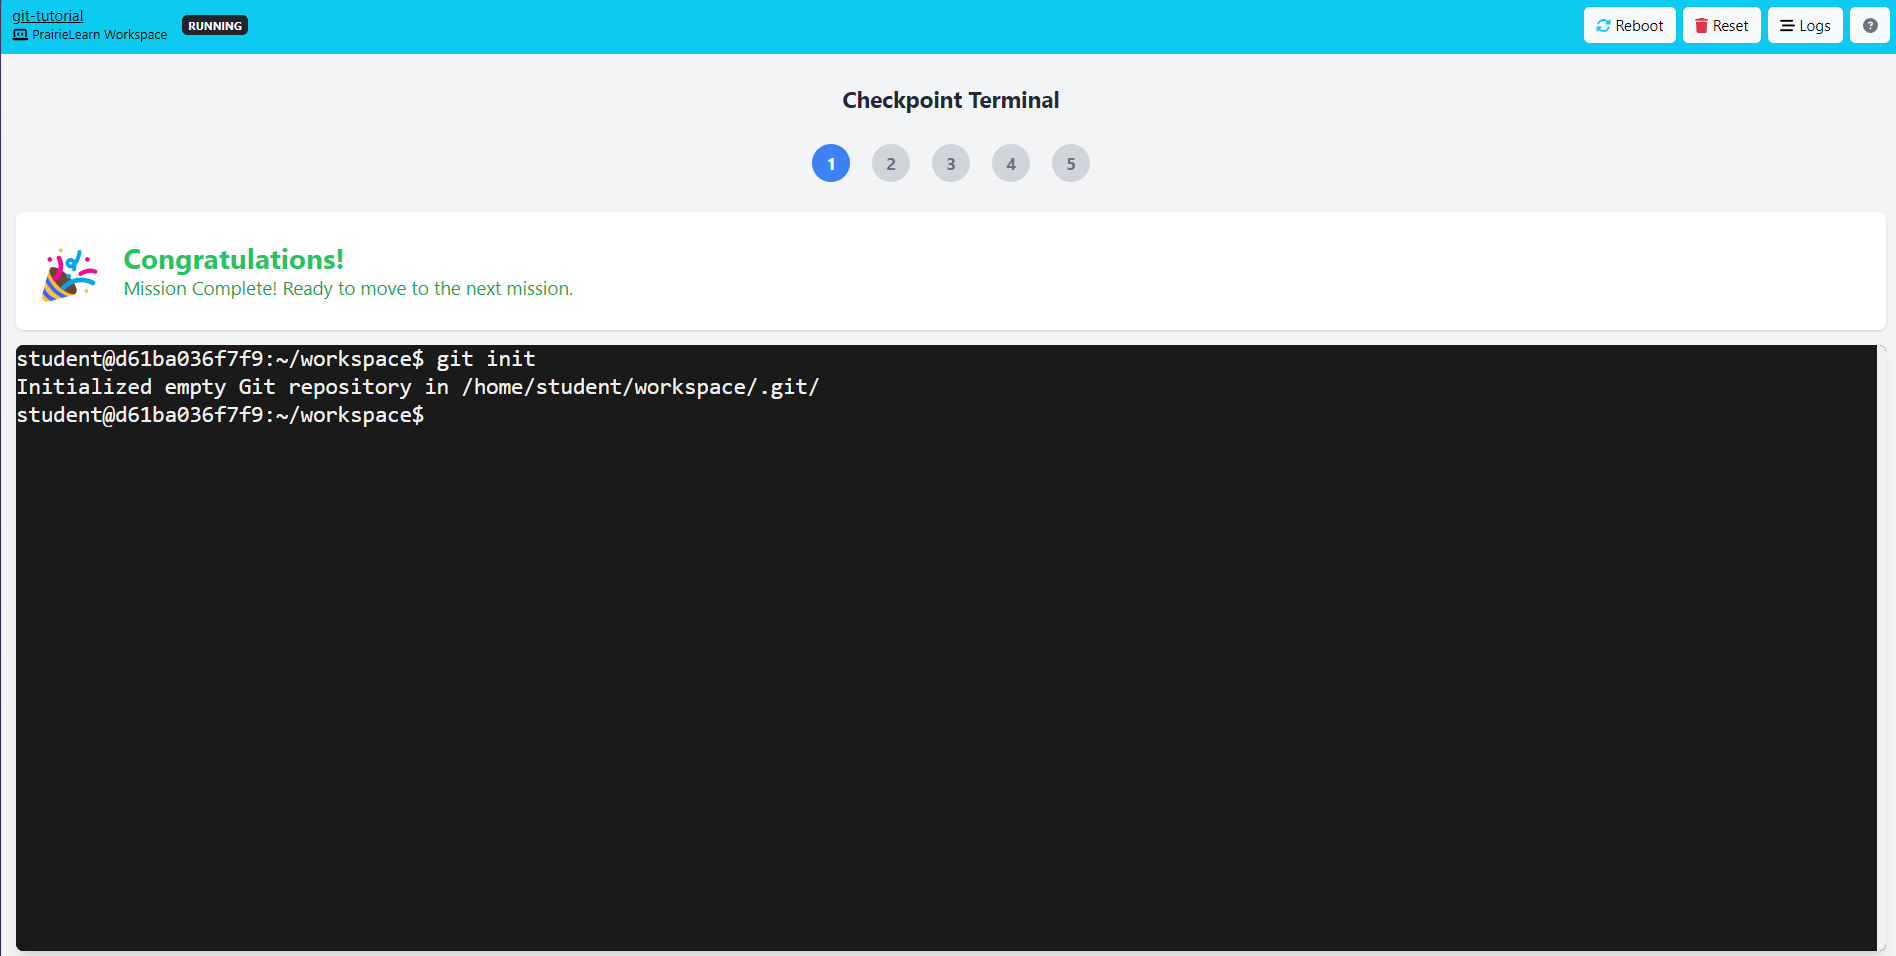 git-tutorial
PrairieLearn Workspace
RUNNING
Reboot
Reset
Logs
?
Checkpoint Terminal
1 2 3 4 5
Congratulations!
Mission Complete! Ready to move to the next mission.
student@d61ba036f7f9:~/workspace$ git init
Initialized empty Git repository in /home/student/workspace/.git/
student@d61ba036f7f9:~/workspace$